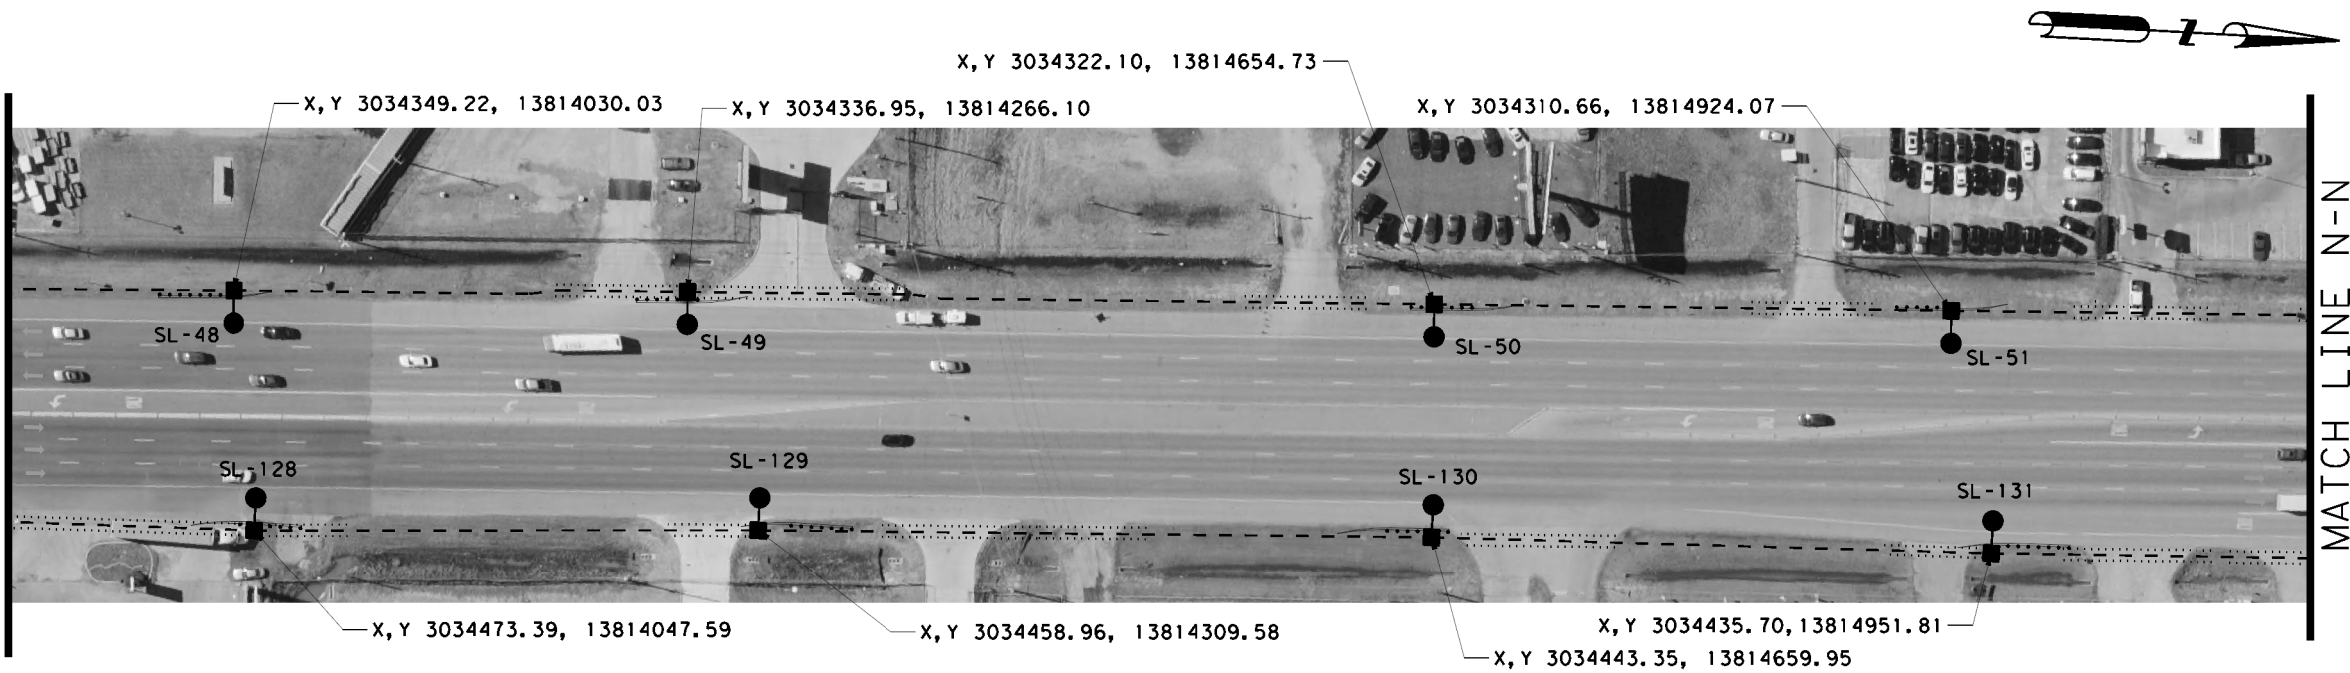 Z
X,Y 3034322.10, 13814654.73
X,Y 3034349.22, 13814030.03
X,Y 3034336.95, 13814266.10
X,Y 3034310.66, 13814924.07
SL-48
SL-49
SL-50
SL-51
SL-128
SL-129
SL-130
SL-131
MATCH LINE N-N
X,Y 3034473.39, 13814047.59
X,Y 3034458.96, 13814309.58
X,Y 3034435.70,13814951.81
X,Y 3034443.35, 13814659.95